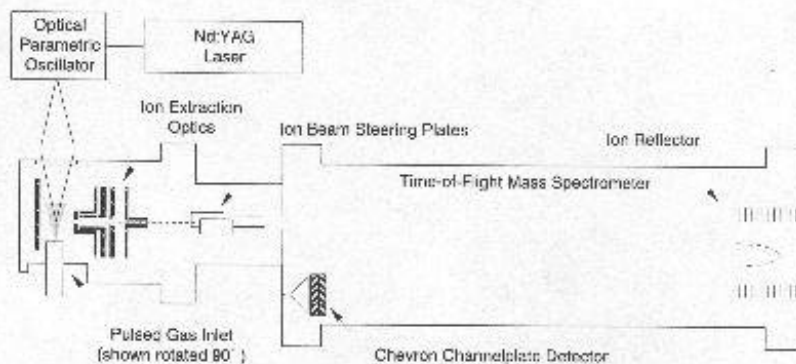 Optical
Parametric
Oscillator
Nd:YAG
Laser
Ion Extraction
Optics
Ion Beam Steering Plates
Ion Reflector
Time-of-Flight Mass Spectrometer
Pulsed Gas Inlet
(shown rotated 90°)
Chevron Channelplate Detector